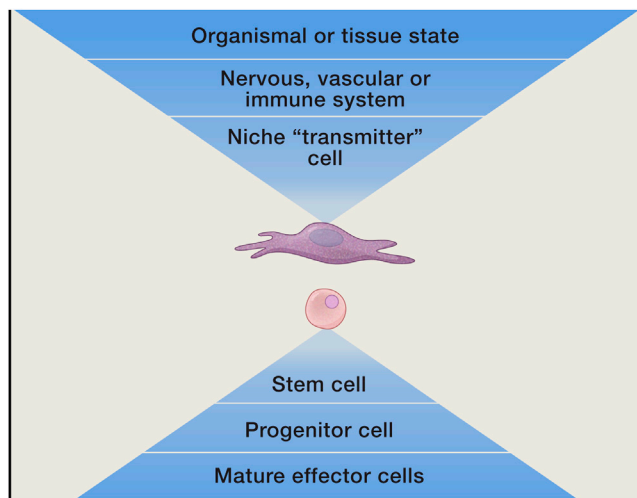 Organismal or tissue state
Nervous, vascular or
immune system
Niche “transmitter”
cell
Stem cell
Progenitor cell
Mature effector cells